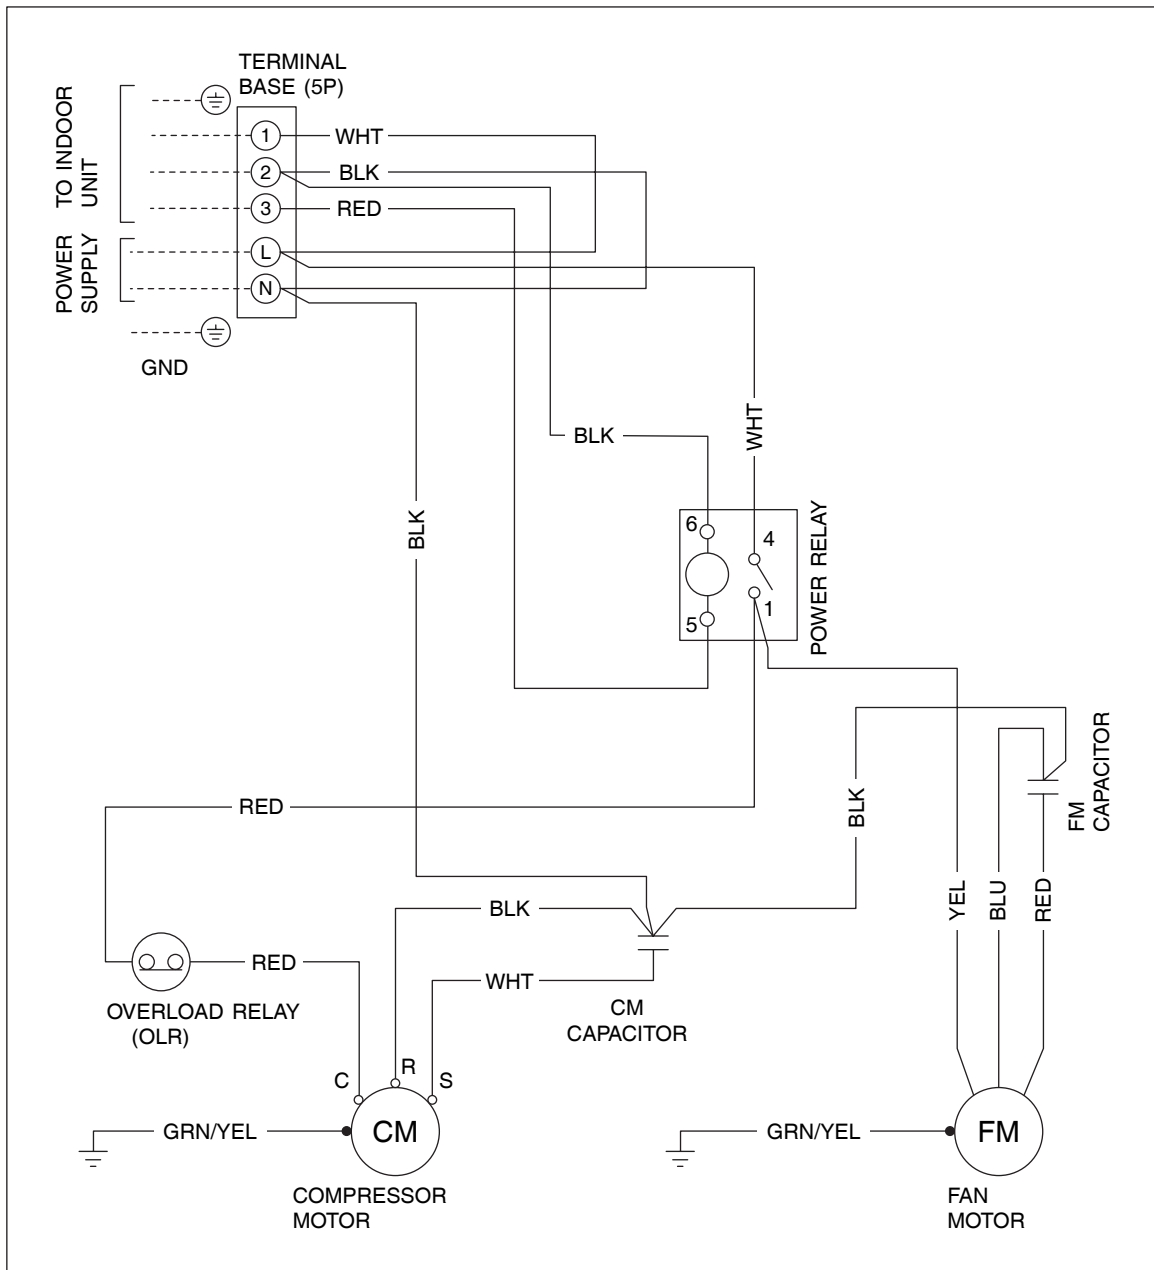 TERMINAL
BASE (5P)
TO INDOOR
UNIT
1
WHT
2
BLK
3
RED
POWER
SUPPLY
L
N
GND
BLK
WHT
BLK
6
4
5
1
POWER RELAY
RED
BLK
FM
CAPACITOR
YEL
BLU
RED
BLK
RED
WHT
CM
CAPACITOR
OVERLOAD RELAY
(OLR)
C
R
S
GRN/YEL
CM
GRN/YEL
FM
COMPRESSOR
MOTOR
FAN
MOTOR